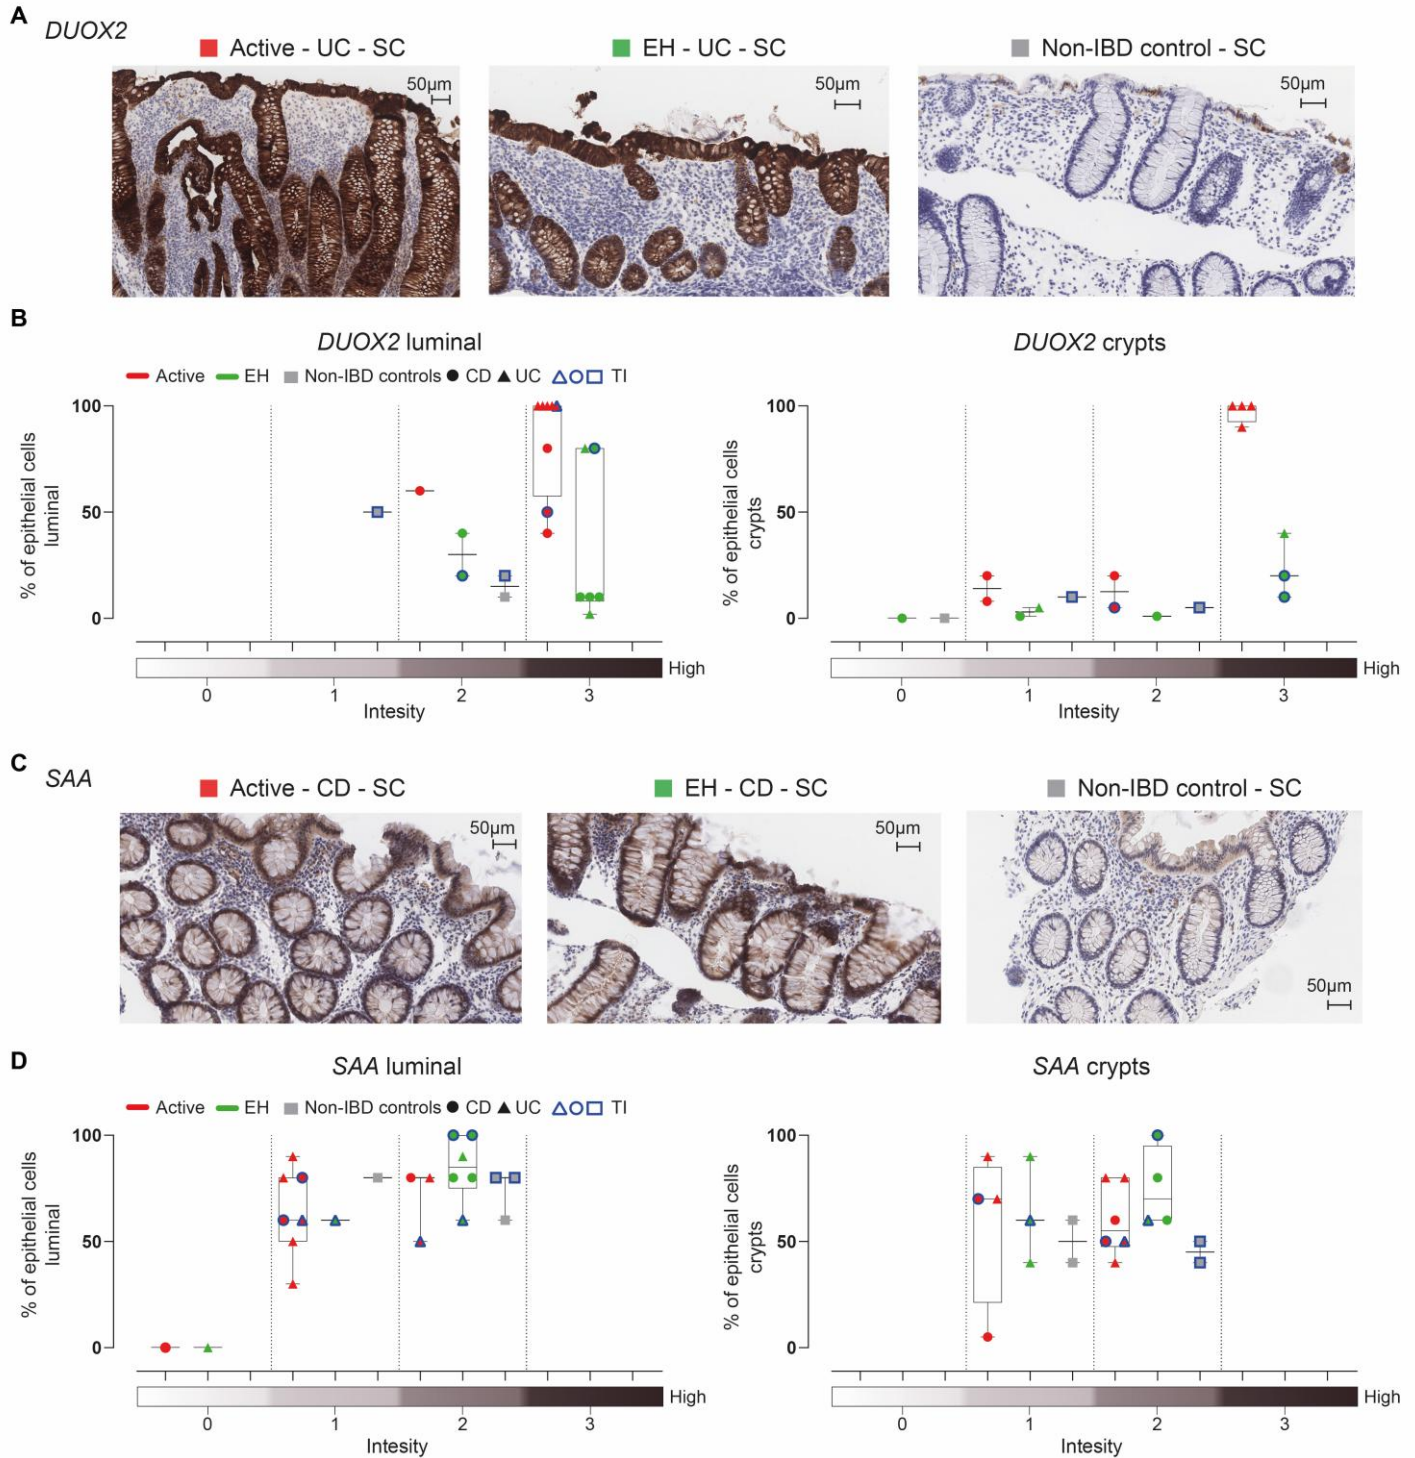 A
DUOX2
Active - UC - SC
EH - UC - SC
Non-IBD control - SC
50µm
50µm
50µm
B
DUOX2 luminal
DUOX2 crypts
Active EH Non-IBD controls CD UC TI
% of epithelial cells
luminal
100
50
0
High
0 1 2 3
Intesity
% of epithelial cells
crypts
100
50
0
High
0 1 2 3
Intesity
C
SAA
Active - CD - SC
EH - CD - SC
Non-IBD control - SC
50µm
50µm
50µm
D
SAA luminal
SAA crypts
Active EH Non-IBD controls CD UC TI
% of epithelial cells
luminal
100
50
0
High
0 1 2 3
Intesity
% of epithelial cells
crypts
100
50
0
High
0 1 2 3
Intesity